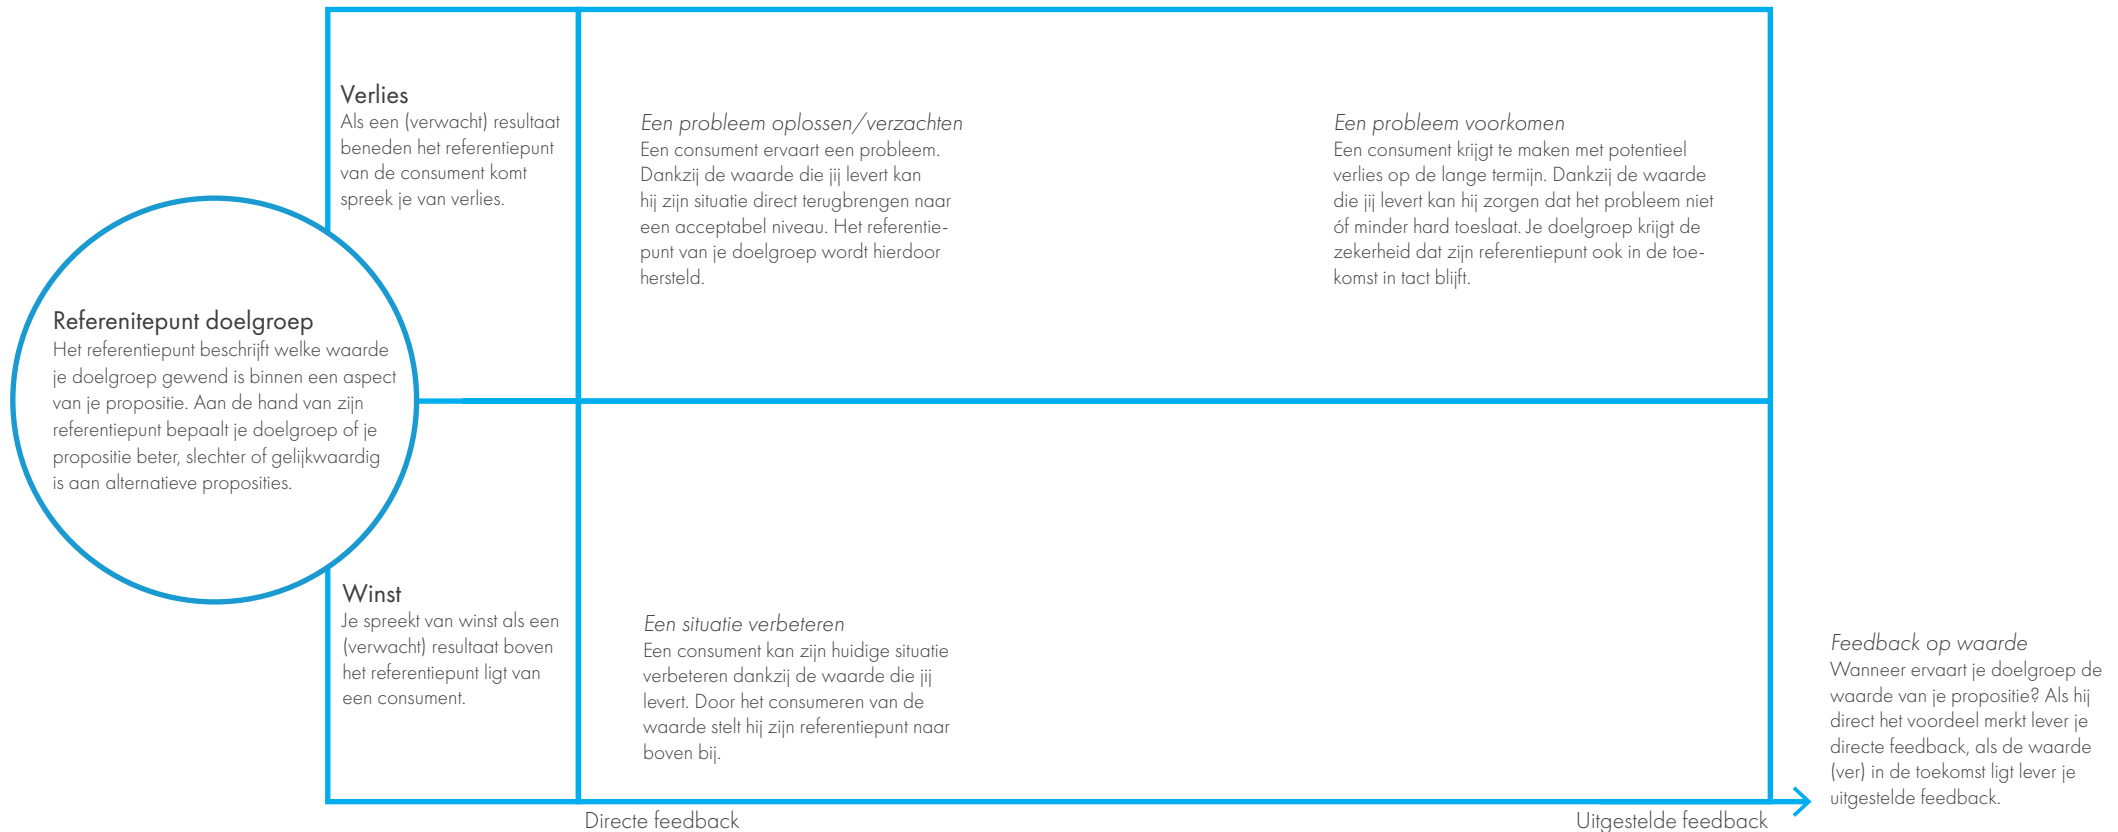 Verlies
Als een (verwacht) resultaat
beneden het referentiepunt
van de consument komt
spreek je van verlies.
Een probleem oplossen/verzachten
Een consument ervaart een probleem.
Dankzij de waarde die jij levert kan
hij zijn situatie direct terugbrengen naar
een acceptabel niveau. Het referentie-
punt van je doelgroep wordt hierdoor
hersteld.
Een probleem voorkomen
Een consument krijgt te maken met potentieel
verlies op de lange termijn. Dankzij de waarde
die jij levert kan hij zorgen dat het probleem niet
óf minder hard toeslaat. Je doelgroep krijgt de
zekerheid dat zijn referentiepunt ook in de toe-
komst in tact blijft.
Referenitepunt doelgroep
Het referentiepunt beschrijft welke waarde
je doelgroep gewend is binnen een aspect
van je propositie. Aan de hand van zijn
referentiepunt bepaalt je doelgroep of je
propositie beter, slechter of gelijkwaardig
is aan alternatieve proposities.
Winst
Je spreekt van winst als een
(verwacht) resultaat boven
het referentiepunt ligt van
een consument.
Een situatie verbeteren
Een consument kan zijn huidige situatie
verbeteren dankzij de waarde die jij
levert. Door het consumeren van de
waarde stelt hij zijn referentiepunt naar
boven bij.
Feedback op waarde
Wanneer ervaart je doelgroep de
waarde van je propositie? Als hij
direct het voordeel merkt lever je
directe feedback, als de waarde
(ver) in de toekomst ligt lever je
uitgestelde feedback.
Directe feedback
Uitgestelde feedback